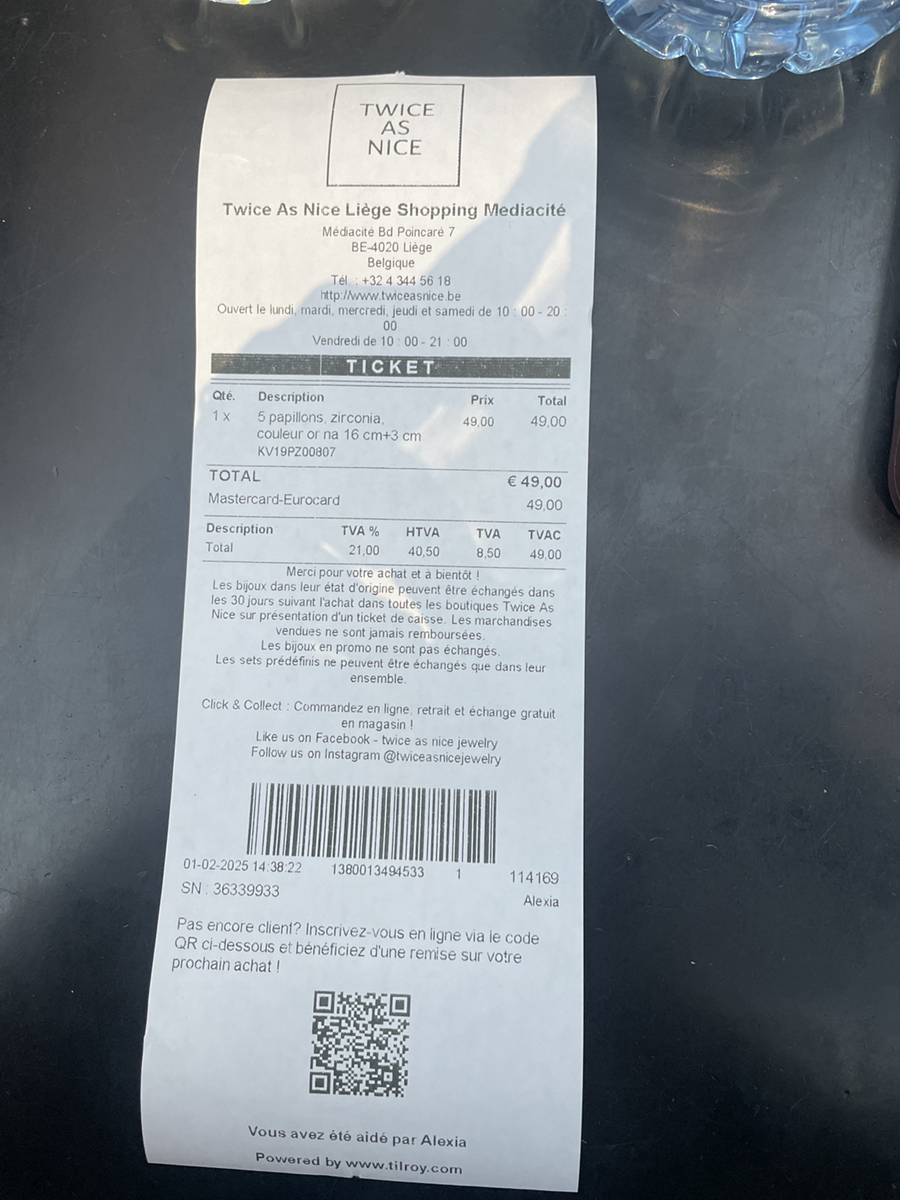 TWICE
AS
NICE
Twice As Nice Liège Shopping Mediacité
Médiacité Bd Poincaré 7
BE-4020 Liège
Belgique
Tél. : +32 4 344 56 18
http://www.twiceasnice.be
Ouvert le lundi, mardi, mercredi, jeudi et samedi de 10 : 00 - 20 :
00
Vendredi de 10 : 00 - 21 : 00
TICKET
Qté. Description Prix Total
1 x 5 papillons, zirconia, 49,00 49,00
couleur or na 16 cm+3 cm
KV19PZ00807
TOTAL € 49,00
Mastercard-Eurocard 49,00
Description TVA % HTVA TVA TVAC
Total 21,00 40,50 8,50 49,00
Merci pour votre achat et à bientôt !
Les bijoux dans leur état d'origine peuvent être échangés dans
les 30 jours suivant l'achat dans toutes les boutiques Twice As
Nice sur présentation d'un ticket de caisse. Les marchandises
vendues ne sont jamais remboursées.
Les bijoux en promo ne sont pas échangés.
Les sets prédéfinis ne peuvent être échangés que dans leur
ensemble.
Click & Collect : Commandez en ligne, retrait et échange gratuit
en magasin !
Like us on Facebook - twice as nice jewelry
Follow us on Instagram @twiceasnicejewelry
01-02-2025 14:38:22 1380013494533 1 114169
SN : 36339933 Alexia
Pas encore client? Inscrivez-vous en ligne via le code
QR ci-dessous et bénéficiez d'une remise sur votre
prochain achat !
Vous avez été aidé par Alexia
Powered by www.tilroy.com